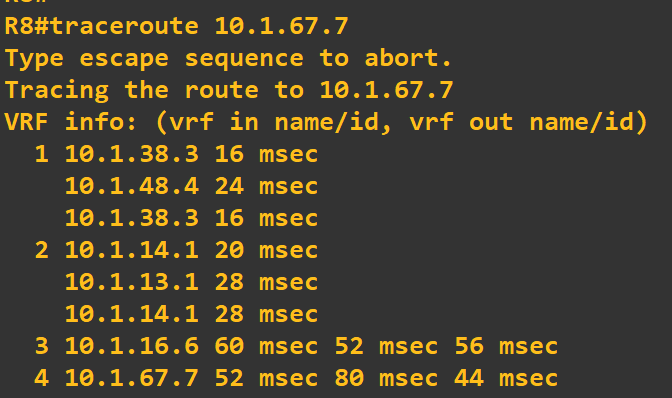 R8#traceroute 10.1.67.7
Type escape sequence to abort.
Tracing the route to 10.1.67.7
VRF info: (vrf in name/id, vrf out name/id)
1 10.1.38.3 16 msec
10.1.48.4 24 msec
10.1.38.3 16 msec
2 10.1.14.1 20 msec
10.1.13.1 28 msec
10.1.14.1 28 msec
3 10.1.16.6 60 msec 52 msec 56 msec
4 10.1.67.7 52 msec 80 msec 44 msec